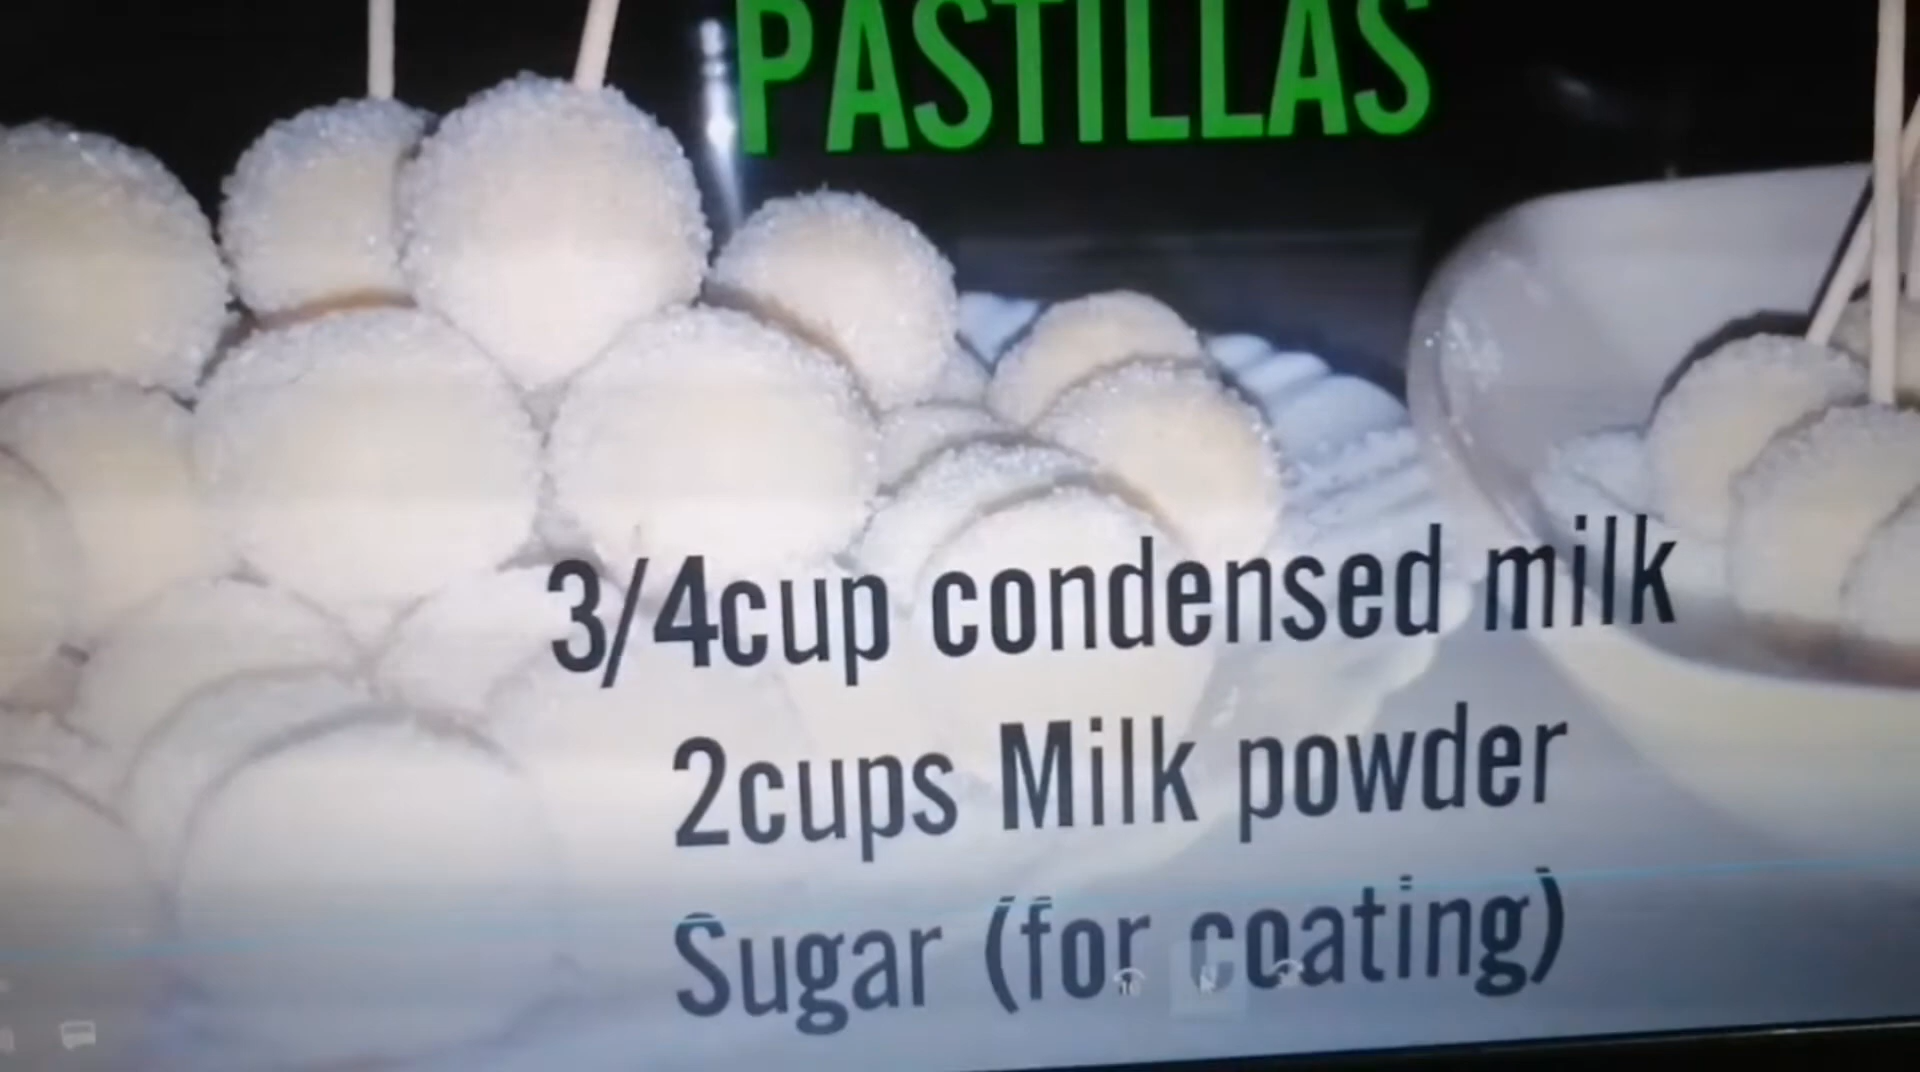 PASTILLAS
3/4cup condensed milk
2cups Milk powder
Sugar (for coating)